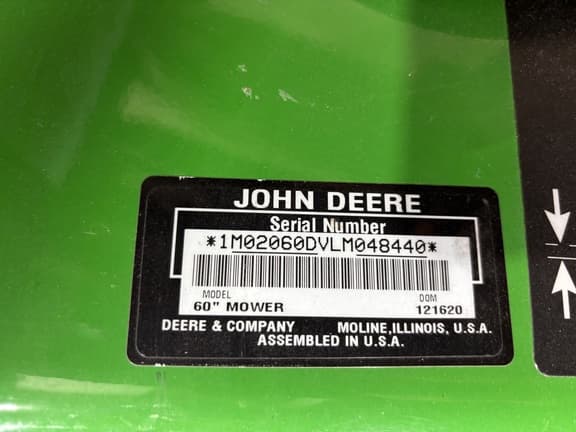 JOHN DEERE
Serial Number
*1M02060DVLM048440*
MODEL DOM
60" MOWER 121620
DEERE & COMPANY MOLINE,ILLINOIS, U.S.A.
ASSEMBLED IN U.S.A.